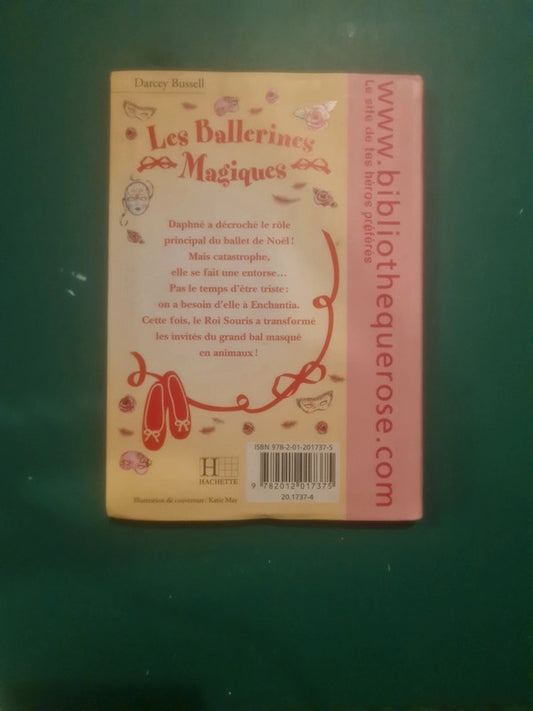 Darcey Bussell
Les Ballerines
Magiques
Daphné a décroché le rôle
principal du ballet de Noël !
Mais catastrophe,
elle se fait une entorse...
Pas le temps d'être triste :
on a besoin d'elle à Enchantia.
Cette fois, le Roi Souris a transformé
les invités du grand bal masqué
en animaux !
ISBN 978-2-01-201737-5
9 782012 017375
20.1737-4
H
HACHETTE
Illustration de couverture : Katie May
www.bibliothequerose.com
Le site de tes héros préférés